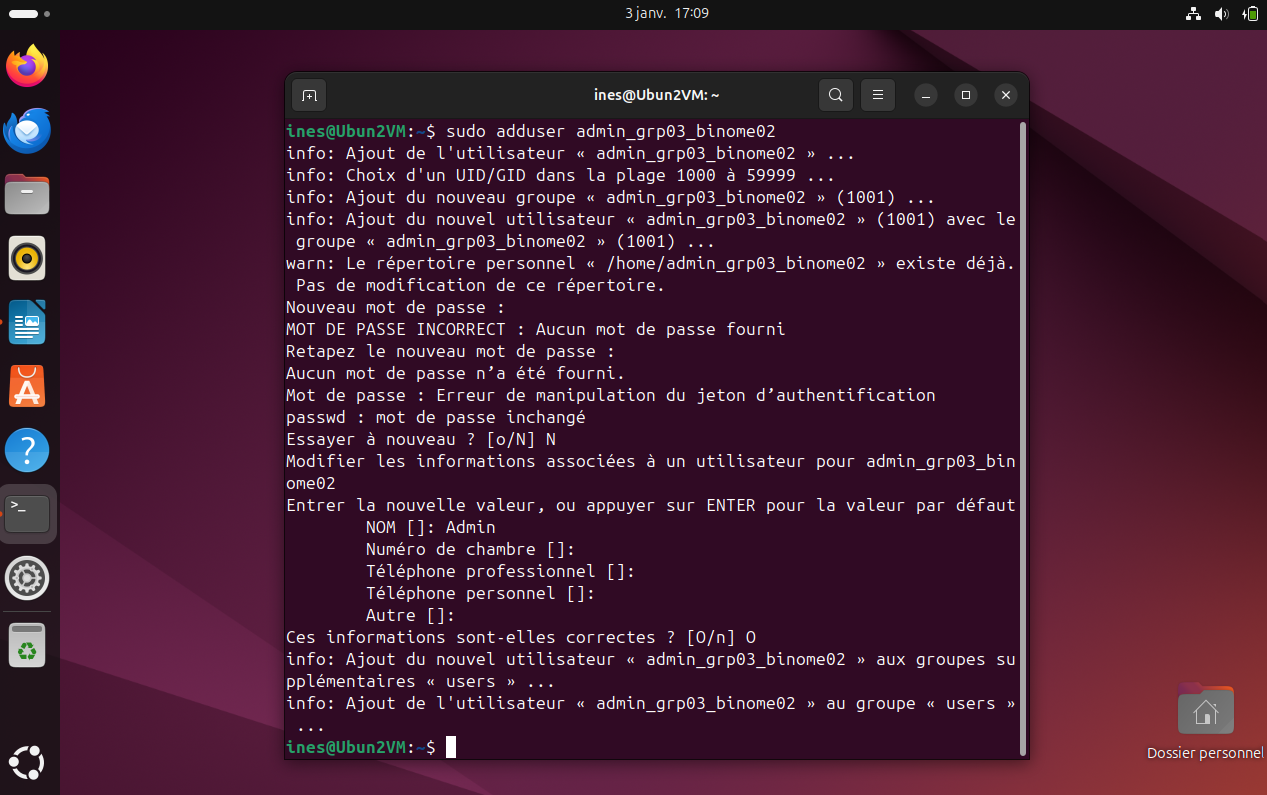 3 janv. 17:09
ines@Ubun2VM: ~
ines@Ubun2VM:~$ sudo adduser admin_grp03_binome02
info: Ajout de l'utilisateur « admin_grp03_binome02 » ...
info: Choix d'un UID/GID dans la plage 1000 à 59999 ...
info: Ajout du nouveau groupe « admin_grp03_binome02 » (1001) ...
info: Ajout du nouvel utilisateur « admin_grp03_binome02 » (1001) avec le
 groupe « admin_grp03_binome02 » (1001) ...
warn: Le répertoire personnel « /home/admin_grp03_binome02 » existe déjà.
 Pas de modification de ce répertoire.
Nouveau mot de passe :
MOT DE PASSE INCORRECT : Aucun mot de passe fourni
Retapez le nouveau mot de passe :
Aucun mot de passe n’a été fourni.
Mot de passe : Erreur de manipulation du jeton d’authentification
passwd : mot de passe inchangé
Essayer à nouveau ? [o/N] N
Modifier les informations associées à un utilisateur pour admin_grp03_bin
ome02
Entrer la nouvelle valeur, ou appuyer sur ENTER pour la valeur par défaut
        NOM []: Admin
        Numéro de chambre []:
        Téléphone professionnel []:
        Téléphone personnel []:
        Autre []:
Ces informations sont-elles correctes ? [O/n] O
info: Ajout du nouvel utilisateur « admin_grp03_binome02 » aux groupes su
pplémentaires « users » ...
info: Ajout de l'utilisateur « admin_grp03_binome02 » au groupe « users »
 ...
ines@Ubun2VM:~$
Dossier personnel